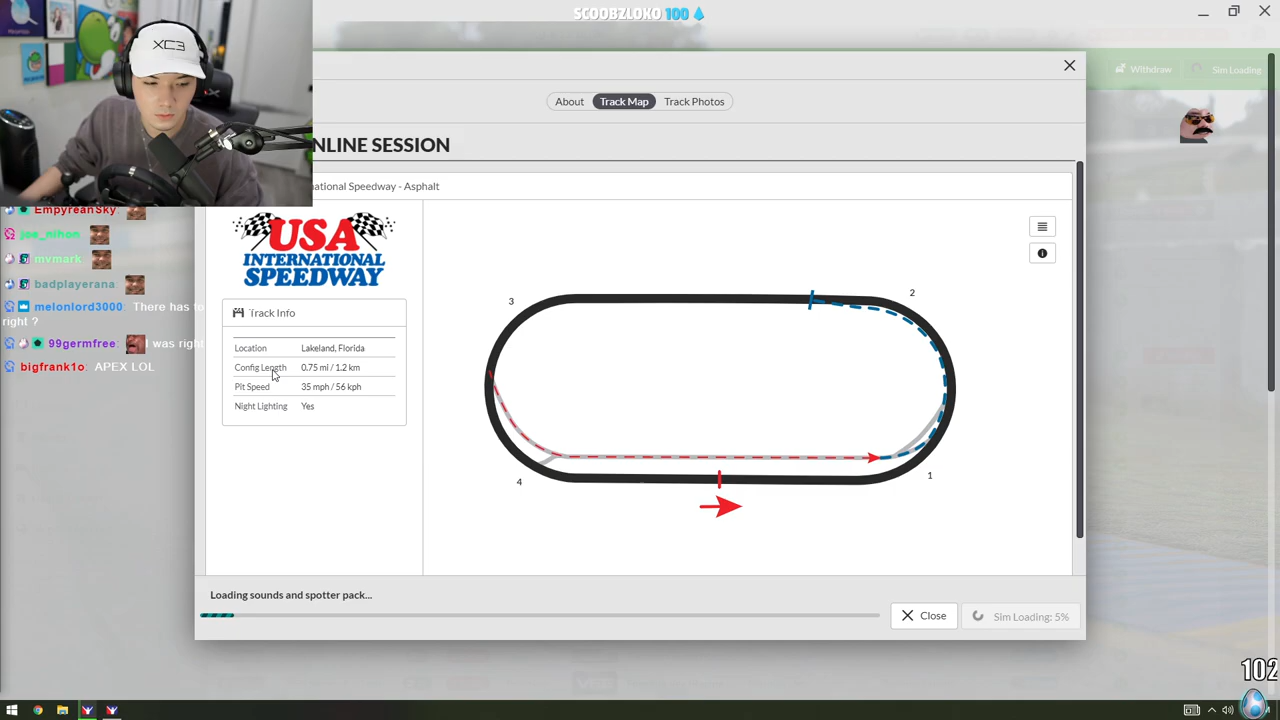 SCOOBZLOKO 100
XC3
Withdraw
Sim Loading
About
Track Map
Track Photos
NLINE SESSION
national Speedway - Asphalt
USA
INTERNATIONAL
SPEEDWAY
Track Info
Location Lakeland, Florida
Config Length 0.75 mi / 1.2 km
Pit Speed 35 mph / 56 kph
Night Lighting Yes
3
2
4
1
EmpyreanSky:
joe_nihon
mvmark
badplayerana:
melonlord3000: There has
right ?
99germfree: I was righ
bigfrank1o: APEX LOL
Loading sounds and spotter pack...
Close
Sim Loading: 5%
102